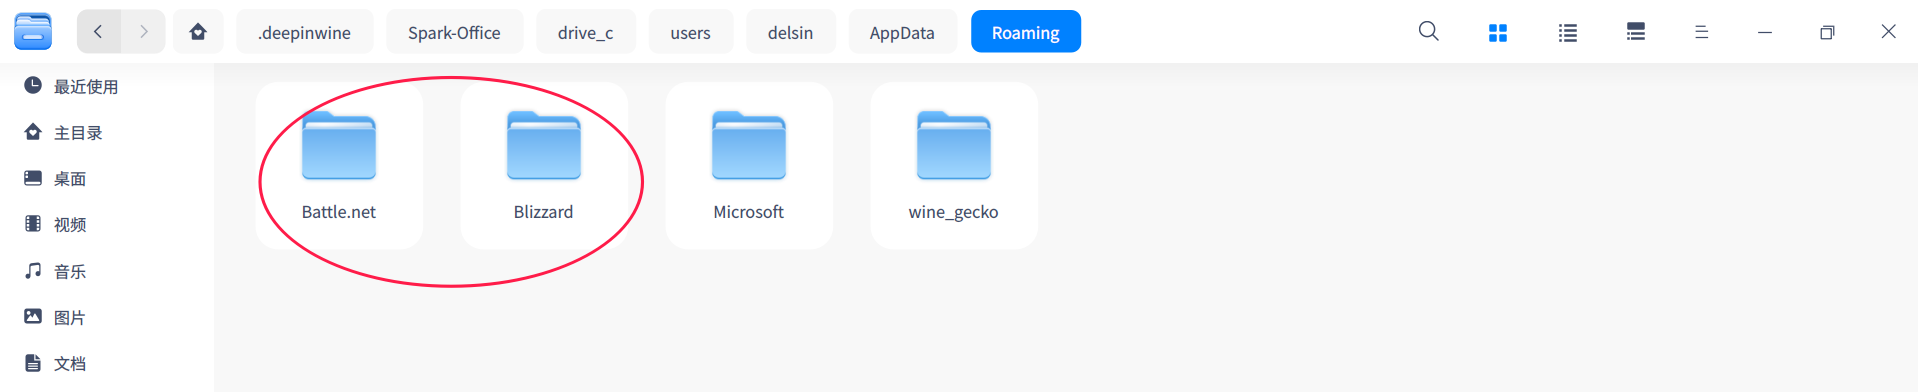 .deepinwine Spark-Office drive_c users delsin AppData Roaming
最近使用
主目录
桌面
视频
音乐
图片
文档
Battle.net Blizzard Microsoft wine_gecko